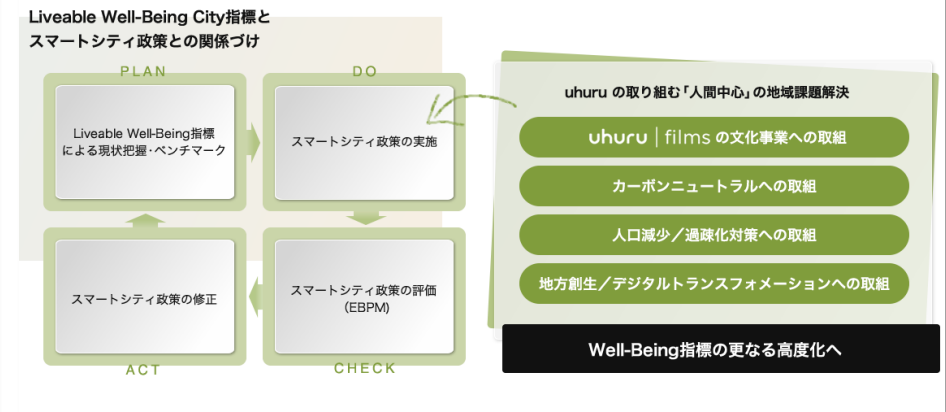 Liveable Well-Being City指標と
スマートシティ政策との関係づけ
PLAN
Liveable Well-Being指標
による現状把握・ベンチマーク
DO
スマートシティ政策の実施
スマートシティ政策の修正
ACT
スマートシティ政策の評価
(EBPM)
CHECK
uhuru の取り組む「人間中心」の地域課題解決
uhuru | films の文化事業への取組
カーボンニュートラルへの取組
人口減少／過疎化対策への取組
地方創生／デジタルトランスフォメーションへの取組
Well-Being指標の更なる高度化へ